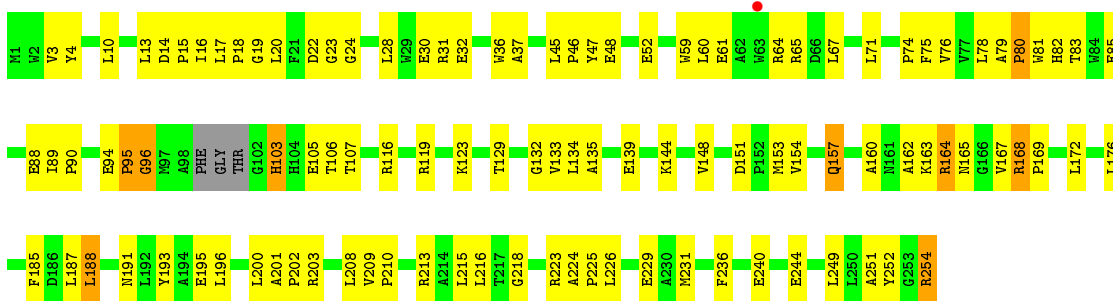 M1 W2 V3 Y4 L10 L13 D14 P15 I16 L17 P18 G19 L20 F21 D22 G23 G24 L28 W29 E30 R31 E32 W36 A37 L45 P46 Y47 E48 E52 W59 L60 E61 A62 W63 R64 R65 D66 L67 L71 P74 F75 V76 V77 L78 A79 P80 W81 H82 T83 W84
E88 I89 P90 E94 P95 G96 M97 A98 PHE GLY THR G102 H103 H104 E105 T106 T107 R116 R119 K123 T129 G132 V133 L134 A135 E139 K144 V148 D151 P152 M153 V154 Q157 A160 N161 A162 K163 R164 N165 G166 V167 R168 P169 L172 L176
F185 D186 L187 L188 N191 L192 Y193 A194 E195 L196 L200 A201 P202 R203 L208 V209 P210 R213 A214 L215 L216 T217 G218 R223 A224 P225 L226 E229 A230 M231 F236 E240 E244 L249 L250 A251 Y252 G253 R254